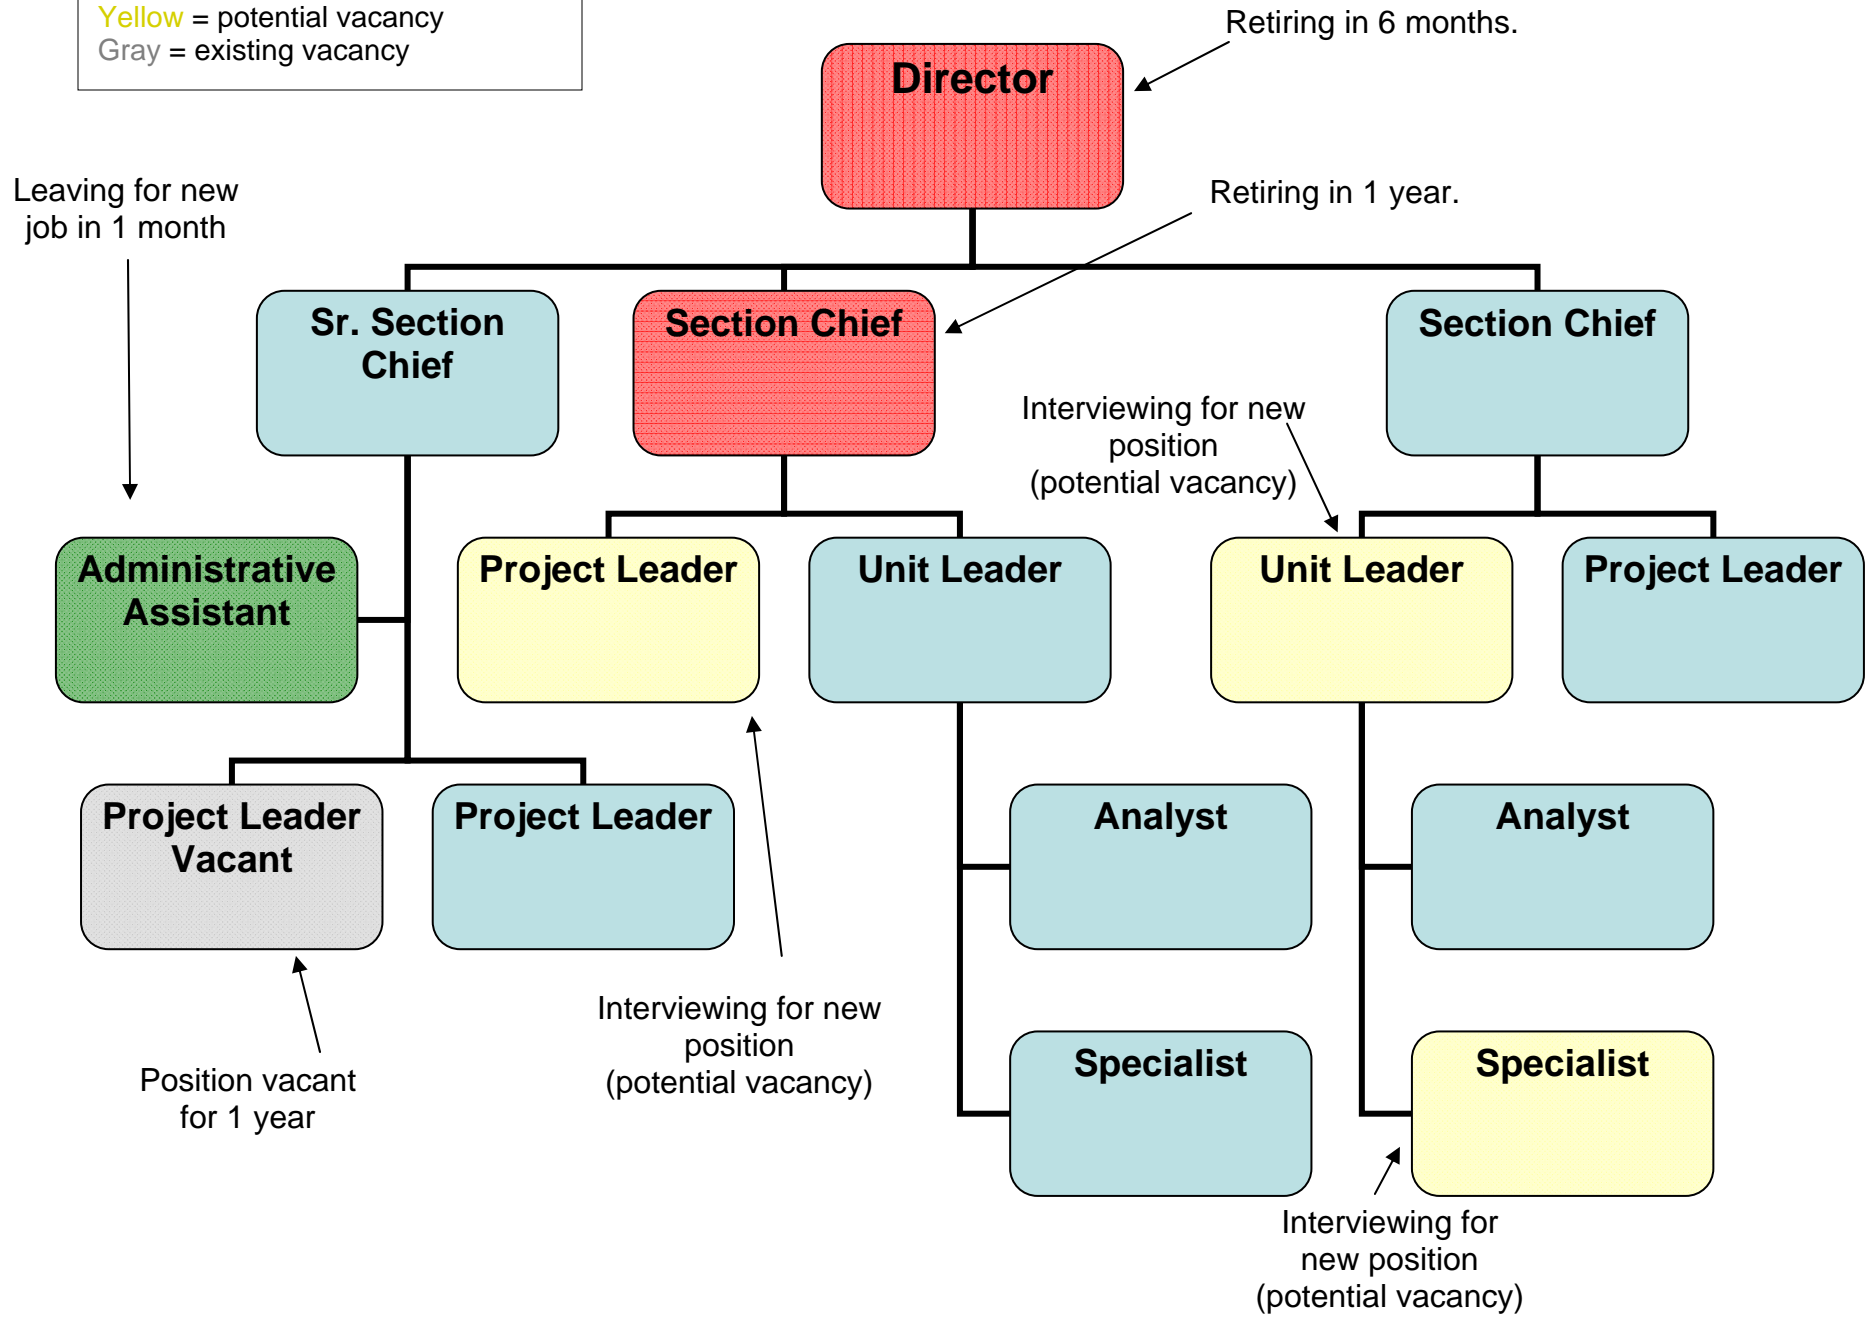 Yellow = potential vacancy
Gray = existing vacancy
Retiring in 6 months.
Director
Leaving for new
job in 1 month
Retiring in 1 year.
Sr. Section
Chief
Section Chief
Section Chief
Interviewing for new
position
(potential vacancy)
Administrative
Assistant
Project Leader
Unit Leader
Unit Leader
Project Leader
Project Leader
Vacant
Project Leader
Analyst
Analyst
Interviewing for new
position
(potential vacancy)
Position vacant
for 1 year
Specialist
Specialist
Interviewing for
new position
(potential vacancy)